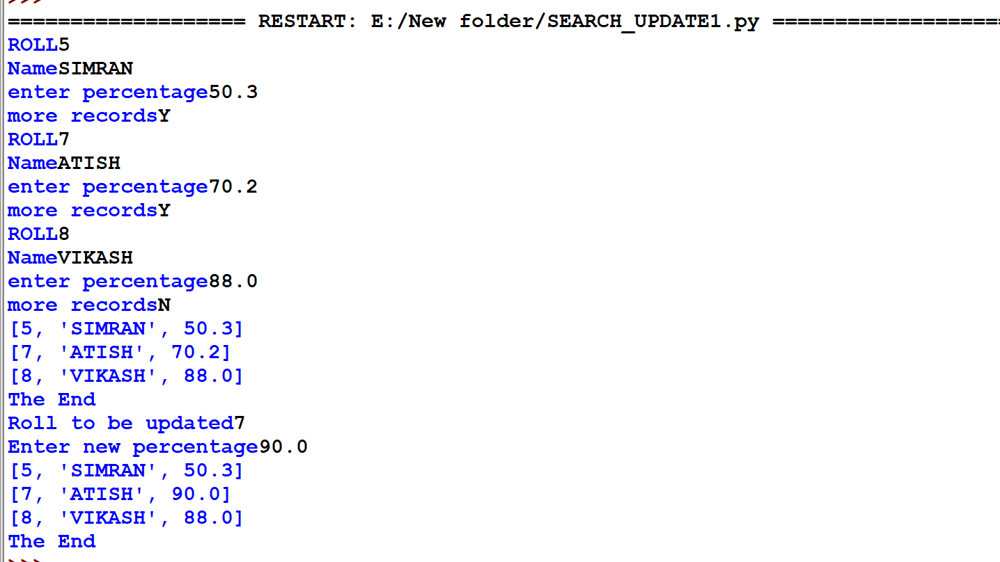 >>>
=================== RESTART: E:/New folder/SEARCH_UPDATE1.py ===================
ROLL5
NameSIMRAN
enter percentage50.3
more recordsY
ROLL7
NameATISH
enter percentage70.2
more recordsY
ROLL8
NameVIKASH
enter percentage88.0
more recordsN
[5, 'SIMRAN', 50.3]
[7, 'ATISH', 70.2]
[8, 'VIKASH', 88.0]
The End
Roll to be updated7
Enter new percentage90.0
[5, 'SIMRAN', 50.3]
[7, 'ATISH', 90.0]
[8, 'VIKASH', 88.0]
The End
>>>